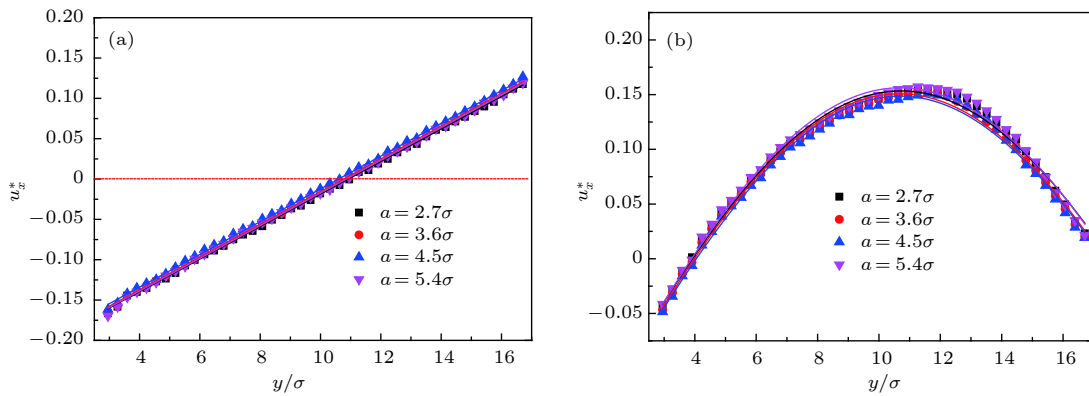 (a)
0.20
0.15
0.10
0.05
0
−0.05
−0.10
−0.15
−0.20
u*x
a = 2.7σ
a = 3.6σ
a = 4.5σ
a = 5.4σ
4 6 8 10 12 14 16
y/σ
(b)
0.20
0.15
0.10
0.05
0
−0.05
u*x
a = 2.7σ
a = 3.6σ
a = 4.5σ
a = 5.4σ
4 6 8 10 12 14 16
y/σ